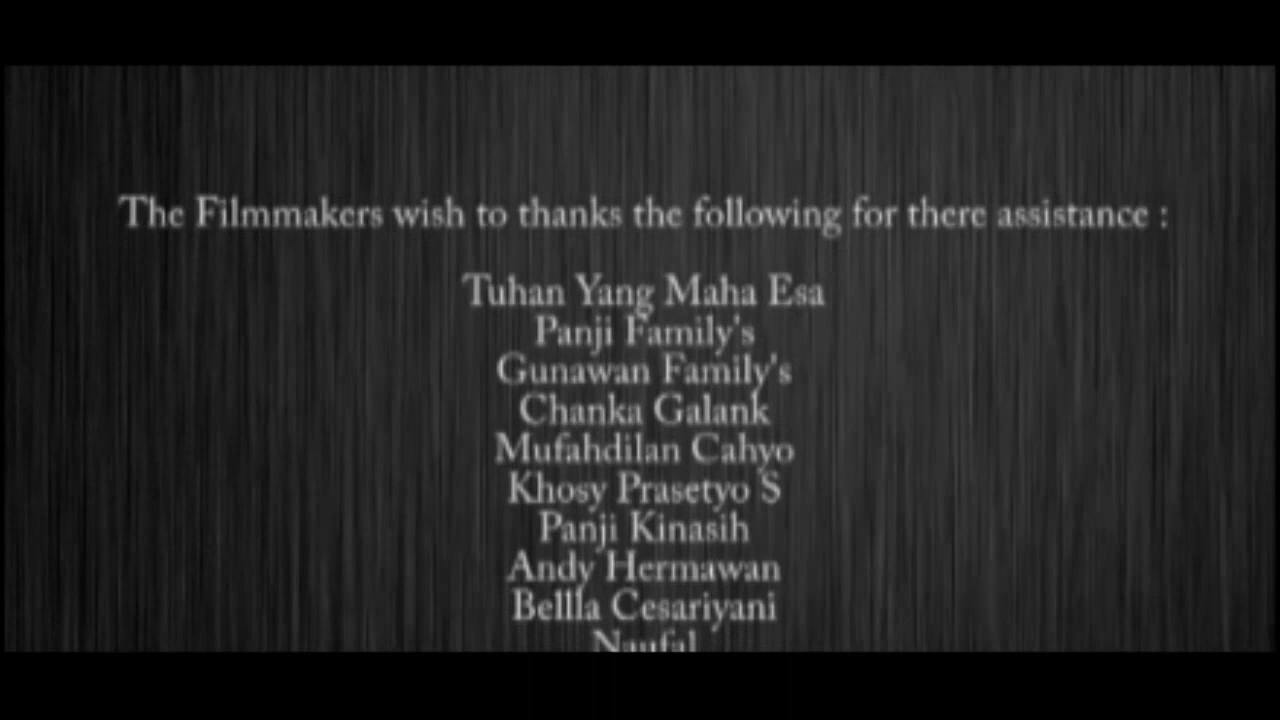 The Filmmakers wish to thanks the following for there assistance :
Tuhan Yang Maha Esa
Panji Family's
Gunawan Family's
Chanka Galank
Mufahdilan Cahyo
Khosy Prasetyo S
Panji Kinasih
Andy Hermawan
Bellla Cesariyani
Naufal